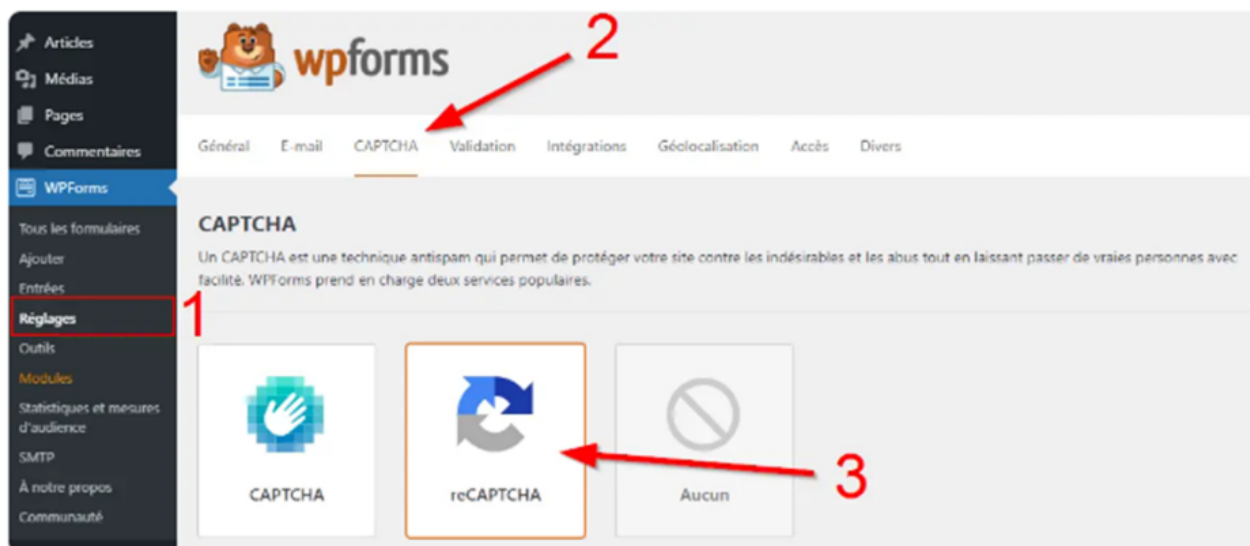 Articles
Médias
Pages
Commentaires
WPForms
Tous les formulaires
Ajouter
Entrées
Réglages
1
Outils
Modules
Statistiques et mesures
d'audience
SMTP
À notre propos
Communauté
wpforms
2
Général E-mail CAPTCHA Validation Intégrations Géolocalisation Accès Divers
CAPTCHA
Un CAPTCHA est une technique antispam qui permet de protéger votre site contre les indésirables et les abus tout en laissant passer de vraies personnes avec
facilité. WPForms prend en charge deux services populaires.
CAPTCHA
reCAPTCHA
3
Aucun